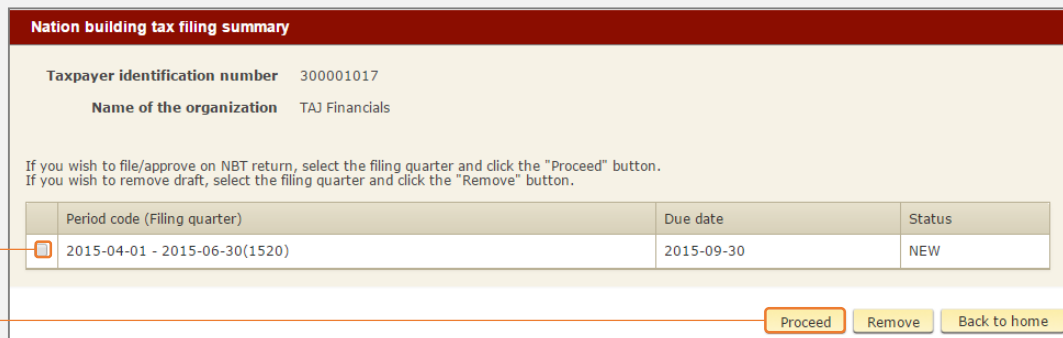 Nation building tax filing summary
Taxpayer identification number 300001017
Name of the organization TAJ Financials
If you wish to file/approve on NBT return, select the filing quarter and click the "Proceed" button.
If you wish to remove draft, select the filing quarter and click the "Remove" button.
Period code (Filing quarter) Due date Status
2015-04-01 - 2015-06-30(1520) 2015-09-30 NEW
Proceed Remove Back to home